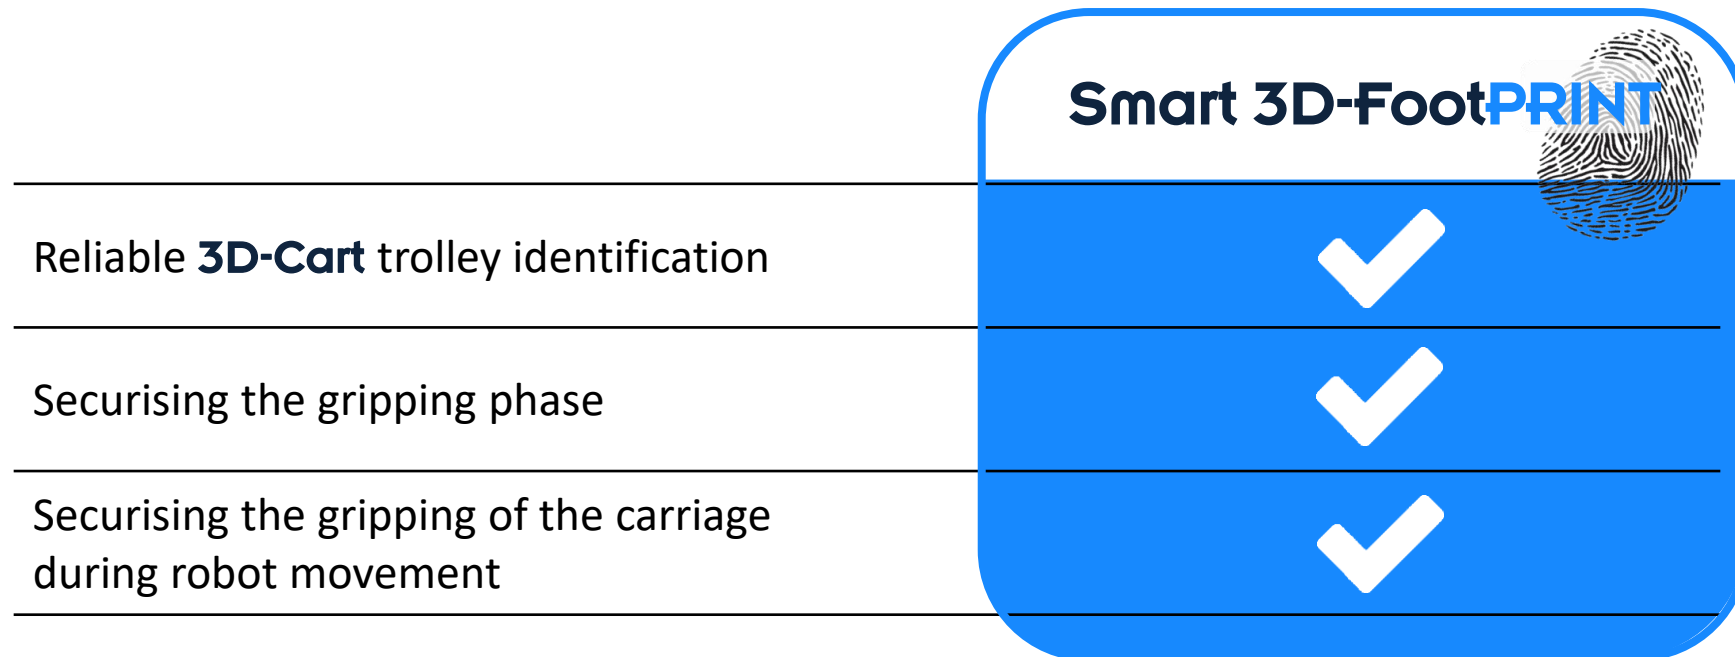 Smart 3D-FootPRINT
Reliable 3D-Cart trolley identification
Securising the gripping phase
Securising the gripping of the carriage
during robot movement